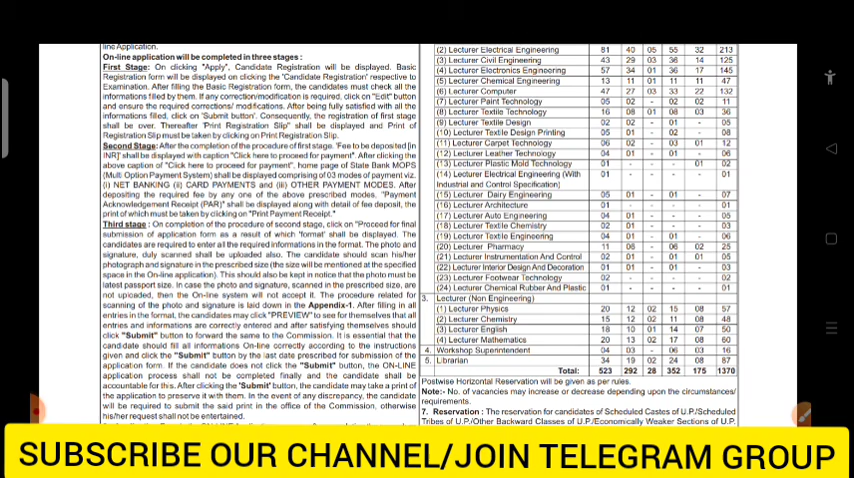 line Application.
On-line application will be completed in three stages :
First Stage: On clicking "Apply", Candidate Registration will be displayed. Basic
Registration form will be displayed on clicking the 'Candidate Registration' respective to
Examination. After filling the Basic Registration form, the candidates must check all the
informations filled by them. If any correction/modification is required, click on "Edit" button
and ensure the required corrections/ modifications. After being fully satisfied with all the
informations filled, click on 'Submit' button. Consequently, the registration of first stage
shall be over. Thereafter "Print Registration Slip" shall be displayed and Print of
Registration Slip must be taken by clicking on Print Registration Slip.
Second Stage: After the completion of the procedure of first stage. 'Fee to be deposited [in
INR]' shall be displayed with caption "Click here to proceed for payment". After clicking the
above caption of "Click here to proceed for payment", home page of State Bank MOPS
(Multi Option Payment System) shall be displayed comprising of 03 modes of payment viz.
(i) NET BANKING (ii) CARD PAYMENTS and (iii) OTHER PAYMENT MODES. After
depositing the required fee by any one of the above prescribed modes, "Payment
Acknowledgement Receipt (PAR)" shall be displayed along with detail of fee deposit, the
print of which must be taken by clicking on "Print Payment Receipt."
Third stage : On completion of the procedure of second stage, click on "Proceed for final
submission of application form as a result of which 'format' shall be displayed. The
candidates are required to enter all the required informations in the format. The photo and
signature, duly scanned shall be uploaded also. The candidate should scan his/her
photograph and signature in the prescribed size (the size will be mentioned at the specified
space in the On-line application). This should also be kept in notice that the photo must be
latest passport size. In case the photo and signature, scanned in the prescribed size, are
not uploaded, then the On-line system will not accept it. The procedure related for
scanning of the photograph and signature is laid down in the Appendix-1. After filling in all
entries in the format, the candidates may click "PREVIEW" to see for themselves that all
entries and informations are correctly entered and after satisfying themselves should
click "Submit" button to forward the same to the Commission. It is essential that the
candidate should fill all informations On-line correctly according to the instructions
given and click the "Submit" button by the last date prescribed for submission of the
application form. If the candidate does not click the "Submit" button, the ON-LINE
application process shall not be completed finally and the candidate shall be
accountable for this. After clicking the 'Submit' button, the candidate may take a print of
the application to preserve it with them. In the event of any discrepancy, the candidate
will be required to submit the said print in the office of the Commission, otherwise
his/her request shall not be entertained.
(2) Lecturer Electrical Engineering 81 40 05 55 32 213
(3) Lecturer Civil Engineering 43 29 03 36 14 125
(4) Lecturer Electronics Engineering 57 34 01 36 17 145
(5) Lecturer Chemical Engineering 13 11 01 11 11 47
(6) Lecturer Computer 47 27 03 33 22 132
(7) Lecturer Paint Technology 05 02 - 02 02 11
(8) Lecturer Textile Technology 16 08 01 08 03 36
(9) Lecturer Textile Design 02 02 - 01 - 05
(10) Lecturer Textile Design Printing 05 01 - 02 - 08
(11) Lecturer Carpet Technology 06 02 - 03 01 12
(12) Lecturer Leather Technology 04 01 - 01 - 06
(13) Lecturer Plastic Mold Technology 01 - - - 01 02
(14) Lecturer Electrical Engineering (With 01 - - - - 01
Industrial and Control Specification)
(15) Lecturer Dairy Engineering 05 01 - 01 - 07
(16) Lecturer Architecture 01 - - - - 01
(17) Lecturer Auto Engineering 04 01 - - - 05
(18) Lecturer Textile Chemistry 02 01 - - - 03
(19) Lecturer Textile Engineering 04 01 - 01 - 06
(20) Lecturer Pharmacy 11 06 - 06 02 25
(21) Lecturer Instrumentation And Control 02 01 - 01 01 05
(22) Lecturer Interior Design And Decoration 01 01 - 01 - 03
(23) Lecturer Footwear Technology 02 - - - - 02
(24) Lecturer Chemical Rubber And Plastic 01 - - - - 01
3. Lecturer (Non Engineering)
(1) Lecturer Physics 20 12 02 15 08 57
(2) Lecturer Chemistry 15 12 02 11 08 48
(3) Lecturer English 18 10 01 14 07 50
(4) Lecturer Mathematics 20 13 02 17 08 60
4. Workshop Superintendent 04 03 - 06 03 16
5. Librarian 34 19 02 24 08 87
Total: 523 292 28 352 175 1370
Postwise Horizontal Reservation will be given as per rules.
Note:- No. of vacancies may increase or decrease depending upon the circumstances/
requirements.
7. Reservation : The reservation for candidates of Scheduled Castes of U.P./Scheduled
Tribes of U.P./Other Backward Classes of U.P./Economically Weaker Sections of U.P.
SUBSCRIBE OUR CHANNEL/JOIN TELEGRAM GROUP